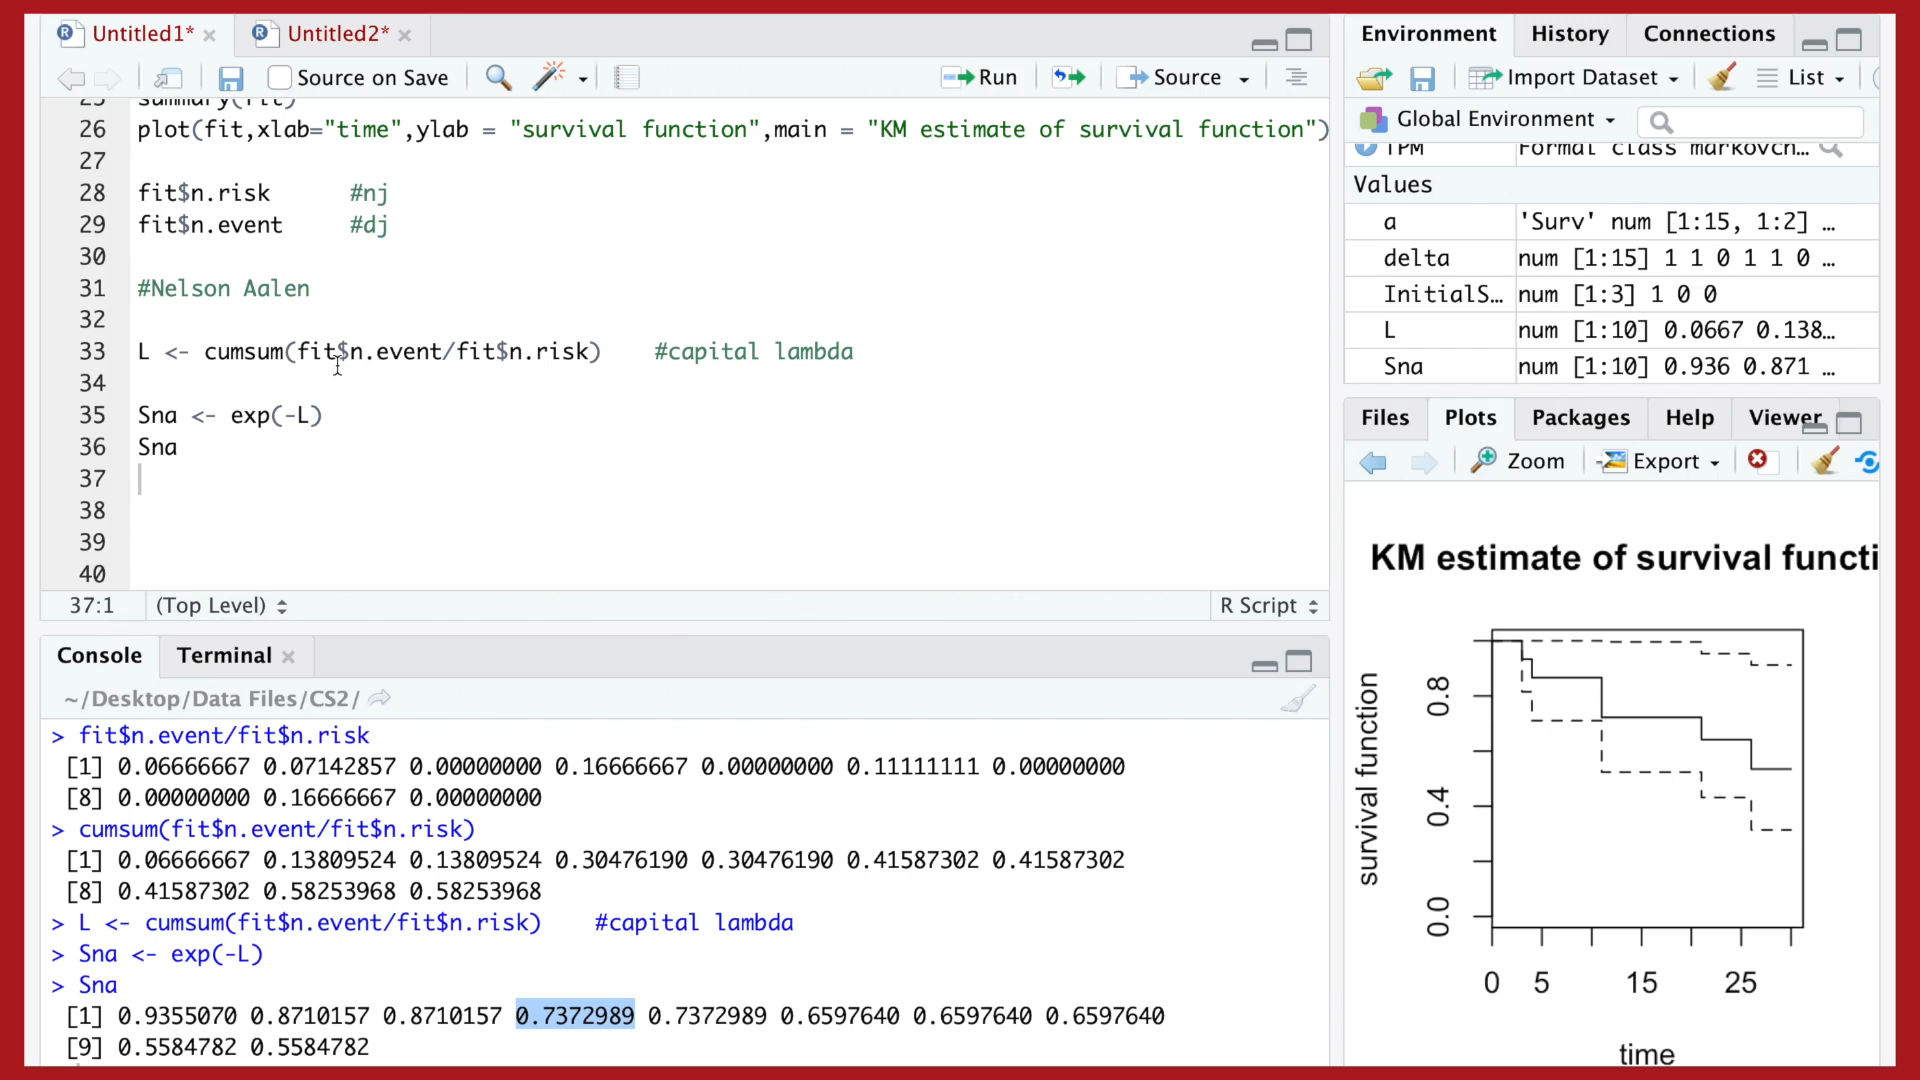 Untitled1*
Untitled2*
Source on Save
Run
Source
25 summary(fit)
26 plot(fit,xlab="time",ylab = "survival function",main = "KM estimate of survival function")
27
28 fit$n.risk      #nj
29 fit$n.event     #dj
30
31 #Nelson Aalen
32
33 L <- cumsum(fit$n.event/fit$n.risk)    #capital lambda
34
35 Sna <- exp(-L)
36 Sna
37
38
39
40
37:1 (Top Level) R Script
Console Terminal
~/Desktop/Data Files/CS2/
> fit$n.event/fit$n.risk
[1] 0.06666667 0.07142857 0.00000000 0.16666667 0.00000000 0.11111111 0.00000000
[8] 0.00000000 0.16666667 0.00000000
> cumsum(fit$n.event/fit$n.risk)
[1] 0.06666667 0.13809524 0.13809524 0.30476190 0.30476190 0.41587302 0.41587302
[8] 0.41587302 0.58253968 0.58253968
> L <- cumsum(fit$n.event/fit$n.risk)    #capital lambda
> Sna <- exp(-L)
> Sna
[1] 0.9355070 0.8710157 0.8710157 0.7372989 0.7372989 0.6597640 0.6597640 0.6597640
[9] 0.5584782 0.5584782
Environment History Connections
Import Dataset List
Global Environment
TPM Formal class markovch…
Values
a 'Surv' num [1:15, 1:2] …
delta num [1:15] 1 1 0 1 1 0 …
InitialS… num [1:3] 1 0 0
L num [1:10] 0.0667 0.138…
Sna num [1:10] 0.936 0.871 …
Files Plots Packages Help Viewer
Zoom Export
KM estimate of survival functi
survival function
0.8
0.4
0.0
0 5 15 25
time